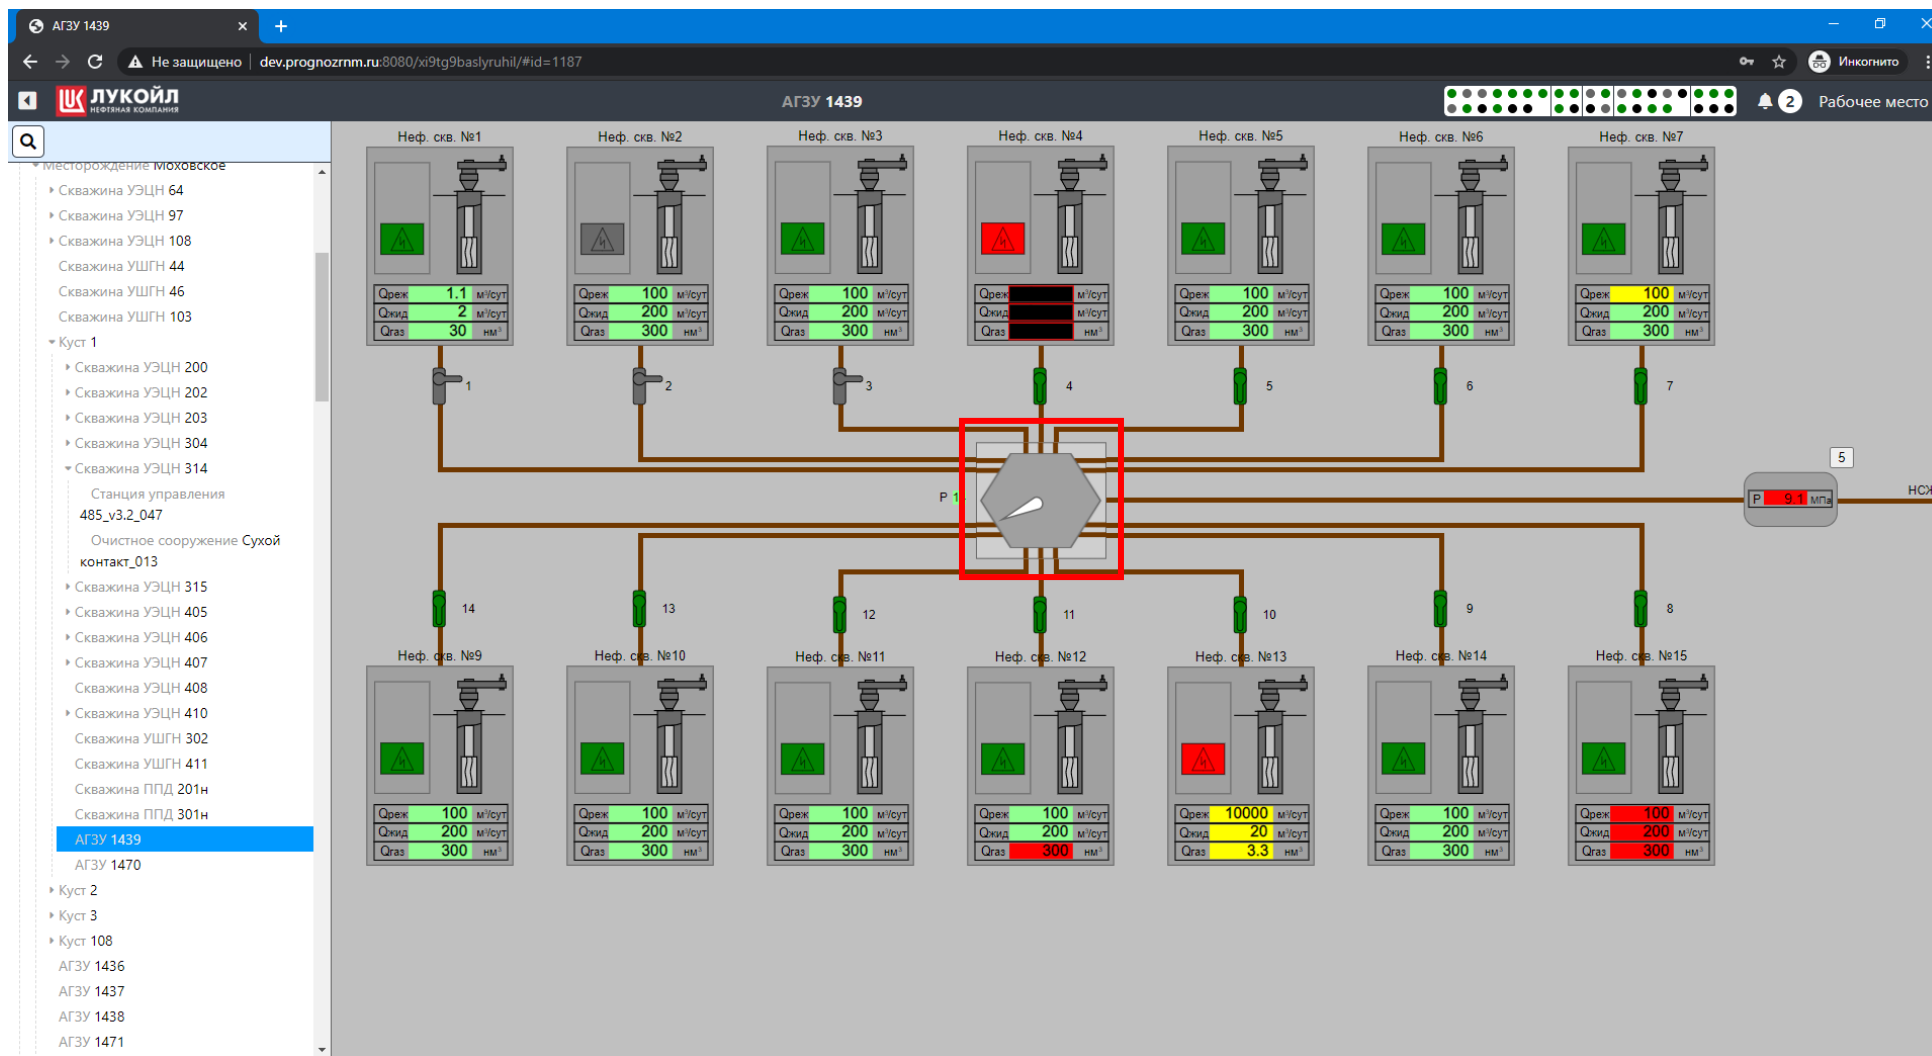 АГЗУ 1439
Не защищено dev.prognozrnm.ru:8080/xi9tg9baslyruhil/#id=1187 Инкогнито
ЛУКОЙЛ
НЕФТЯНАЯ КОМПАНИЯ
АГЗУ 1439
2 Рабочее место
Месторождение Моховское
Скважина УЭЦН 64
Скважина УЭЦН 97
Скважина УЭЦН 108
Скважина УШГН 44
Скважина УШГН 46
Скважина УШГН 103
Куст 1
Скважина УЭЦН 200
Скважина УЭЦН 202
Скважина УЭЦН 203
Скважина УЭЦН 304
Скважина УЭЦН 314
Станция управления
485_v3.2_047
Очистное сооружение Сухой
контакт_013
Скважина УЭЦН 315
Скважина УЭЦН 405
Скважина УЭЦН 406
Скважина УЭЦН 407
Скважина УЭЦН 408
Скважина УЭЦН 410
Скважина УШГН 302
Скважина УШГН 411
Скважина ППД 201н
Скважина ППД 301н
АГЗУ 1439
АГЗУ 1470
Куст 2
Куст 3
Куст 108
АГЗУ 1436
АГЗУ 1437
АГЗУ 1438
АГЗУ 1471
Неф. скв. №1
Qреж 1.1 м³/сут
Qжид 2 м³/сут
Qгаз 30 нм³
Неф. скв. №2
Qреж 100 м³/сут
Qжид 200 м³/сут
Qгаз 300 нм³
Неф. скв. №3
Qреж 100 м³/сут
Qжид 200 м³/сут
Qгаз 300 нм³
Неф. скв. №4
Qреж м³/сут
Qжид м³/сут
Qгаз нм³
Неф. скв. №5
Qреж 100 м³/сут
Qжид 200 м³/сут
Qгаз 300 нм³
Неф. скв. №6
Qреж 100 м³/сут
Qжид 200 м³/сут
Qгаз 300 нм³
Неф. скв. №7
Qреж 100 м³/сут
Qжид 200 м³/сут
Qгаз 300 нм³
1 2 3 4 5 6 7
P
5
P 9.1 МПа
14 13 12 11 10 9 8
Неф. скв. №9
Qреж 100 м³/сут
Qжид 200 м³/сут
Qгаз 300 нм³
Неф. скв. №10
Qреж 100 м³/сут
Qжид 200 м³/сут
Qгаз 300 нм³
Неф. скв. №11
Qреж 100 м³/сут
Qжид 200 м³/сут
Qгаз 300 нм³
Неф. скв. №12
Qреж 100 м³/сут
Qжид 200 м³/сут
Qгаз 300 нм³
Неф. скв. №13
Qреж 10000 м³/сут
Qжид 20 м³/сут
Qгаз 3.3 нм³
Неф. скв. №14
Qреж 100 м³/сут
Qжид 200 м³/сут
Qгаз 300 нм³
Неф. скв. №15
Qреж 100 м³/сут
Qжид 200 м³/сут
Qгаз 300 нм³